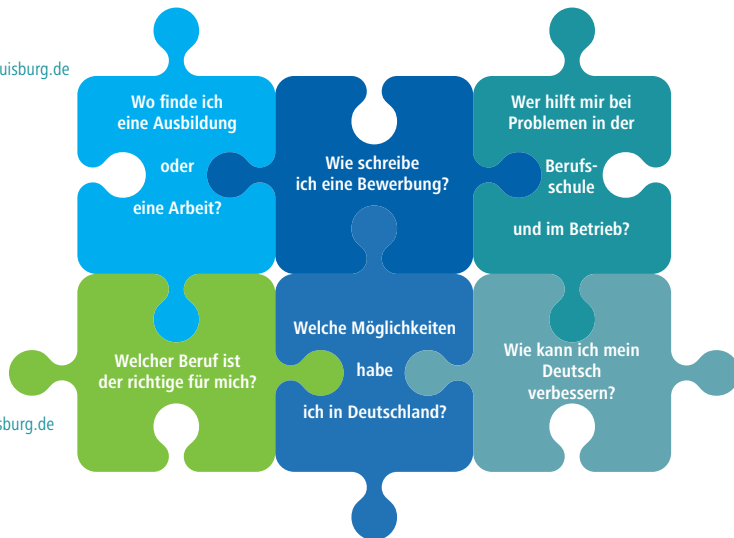 uisburg.de
Wo finde ich
eine Ausbildung
oder
eine Arbeit?
Wie schreibe
ich eine Bewerbung?
Wer hilft mir bei
Problemen in der
Berufs-
schule
und im Betrieb?
Welcher Beruf ist
der richtige für mich?
Welche Möglichkeiten
habe
ich in Deutschland?
Wie kann ich mein
Deutsch
verbessern?
sburg.de